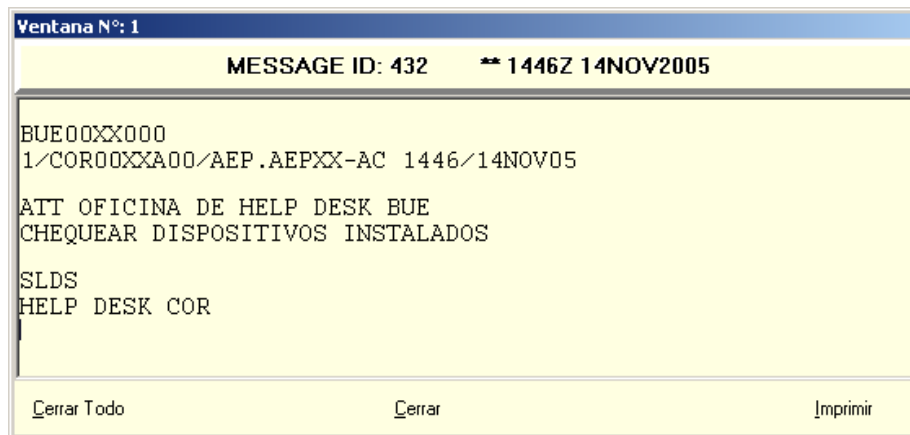 Ventana N°: 1
MESSAGE ID: 432 ** 1446Z 14NOV2005
BUE00XX000
1/COR00XXA00/AEP.AEPXX-AC 1446/14NOV05
ATT OFICINA DE HELP DESK BUE
CHEQUEAR DISPOSITIVOS INSTALADOS
SLDS
HELP DESK COR
Cerrar Todo Cerrar Imprimir